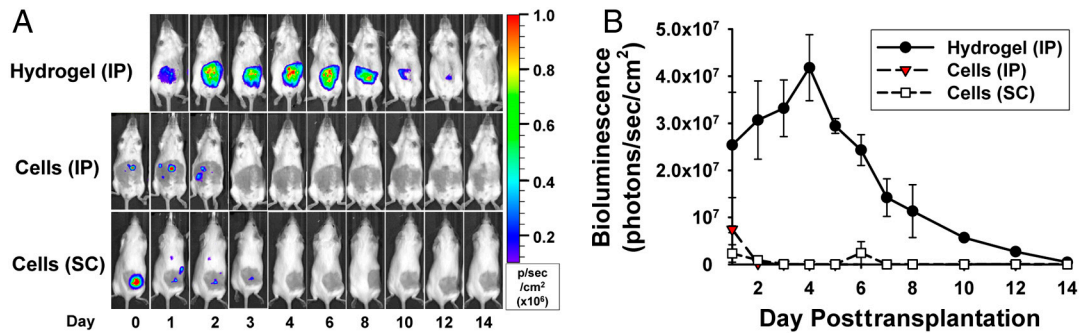 A
Hydrogel (IP)
Cells (IP)
Cells (SC)
Day 0 1 2 3 4 6 8 10 12 14
1.0
0.8
0.6
0.4
0.2
p/sec
/cm²
(x10⁶)
B
Bioluminescence
(photons/sec/cm²)
5.0x10⁷
4.0x10⁷
3.0x10⁷
2.0x10⁷
10⁷
0
Hydrogel (IP)
Cells (IP)
Cells (SC)
2 4 6 8 10 12 14
Day Posttransplantation